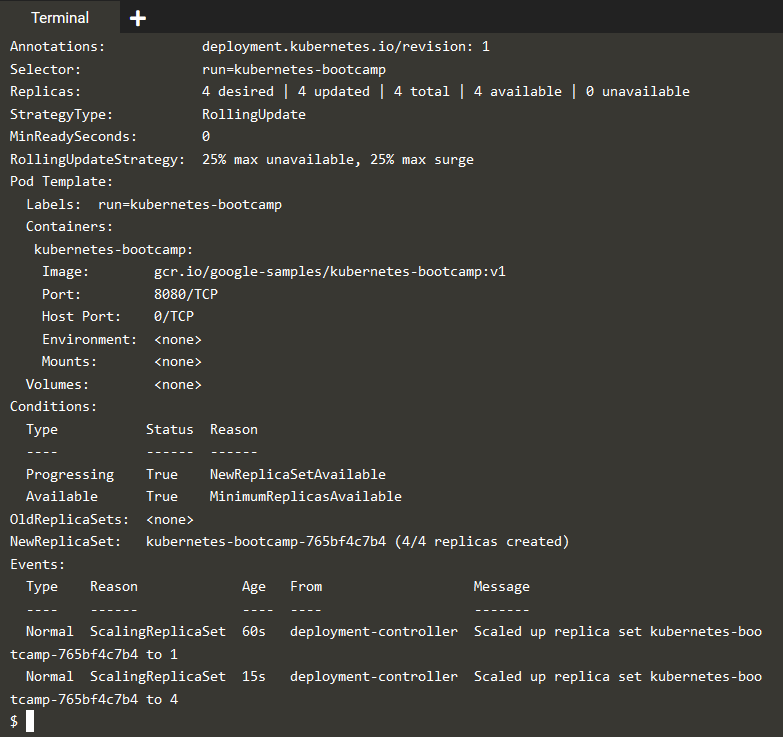 Terminal +
Annotations:            deployment.kubernetes.io/revision: 1
Selector:               run=kubernetes-bootcamp
Replicas:               4 desired | 4 updated | 4 total | 4 available | 0 unavailable
StrategyType:           RollingUpdate
MinReadySeconds:        0
RollingUpdateStrategy:  25% max unavailable, 25% max surge
Pod Template:
  Labels:  run=kubernetes-bootcamp
  Containers:
   kubernetes-bootcamp:
    Image:        gcr.io/google-samples/kubernetes-bootcamp:v1
    Port:         8080/TCP
    Host Port:    0/TCP
    Environment:  <none>
    Mounts:       <none>
  Volumes:        <none>
Conditions:
  Type           Status  Reason
  ----           ------  ------
  Progressing    True    NewReplicaSetAvailable
  Available      True    MinimumReplicasAvailable
OldReplicaSets:  <none>
NewReplicaSet:   kubernetes-bootcamp-765bf4c7b4 (4/4 replicas created)
Events:
  Type    Reason             Age   From                   Message
  ----    ------             ----  ----                   -------
  Normal  ScalingReplicaSet  60s   deployment-controller  Scaled up replica set kubernetes-boo
tcamp-765bf4c7b4 to 1
  Normal  ScalingReplicaSet  15s   deployment-controller  Scaled up replica set kubernetes-boo
tcamp-765bf4c7b4 to 4
$